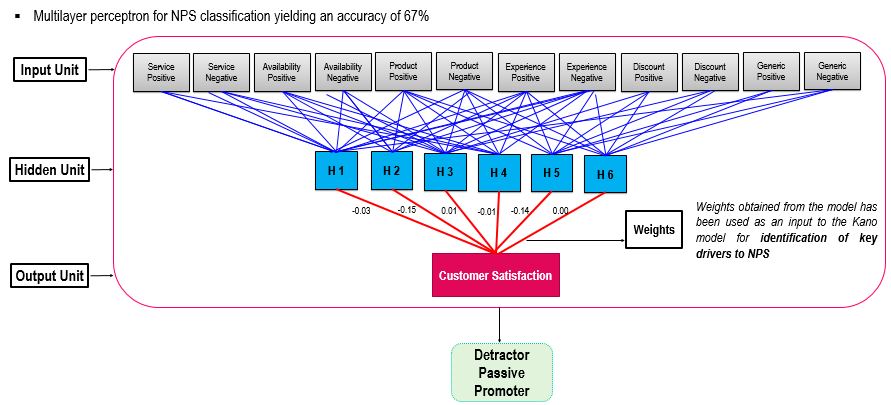 Multilayer perceptron for NPS classification yielding an accuracy of 67%
Input Unit
Service Positive
Service Negative
Availability Positive
Availability Negative
Product Positive
Product Negative
Experience Positive
Experience Negative
Discount Positive
Discount Negative
Generic Positive
Generic Negative
Hidden Unit
H 1
H 2
H 3
H 4
H 5
H 6
-0.03
-0.15
0.01
-0.01
-0.14
0.00
Weights
Weights obtained from the model has
been used as an input to the Kano
model for identification of key
drivers to NPS
Output Unit
Customer Satisfaction
Detractor
Passive
Promoter